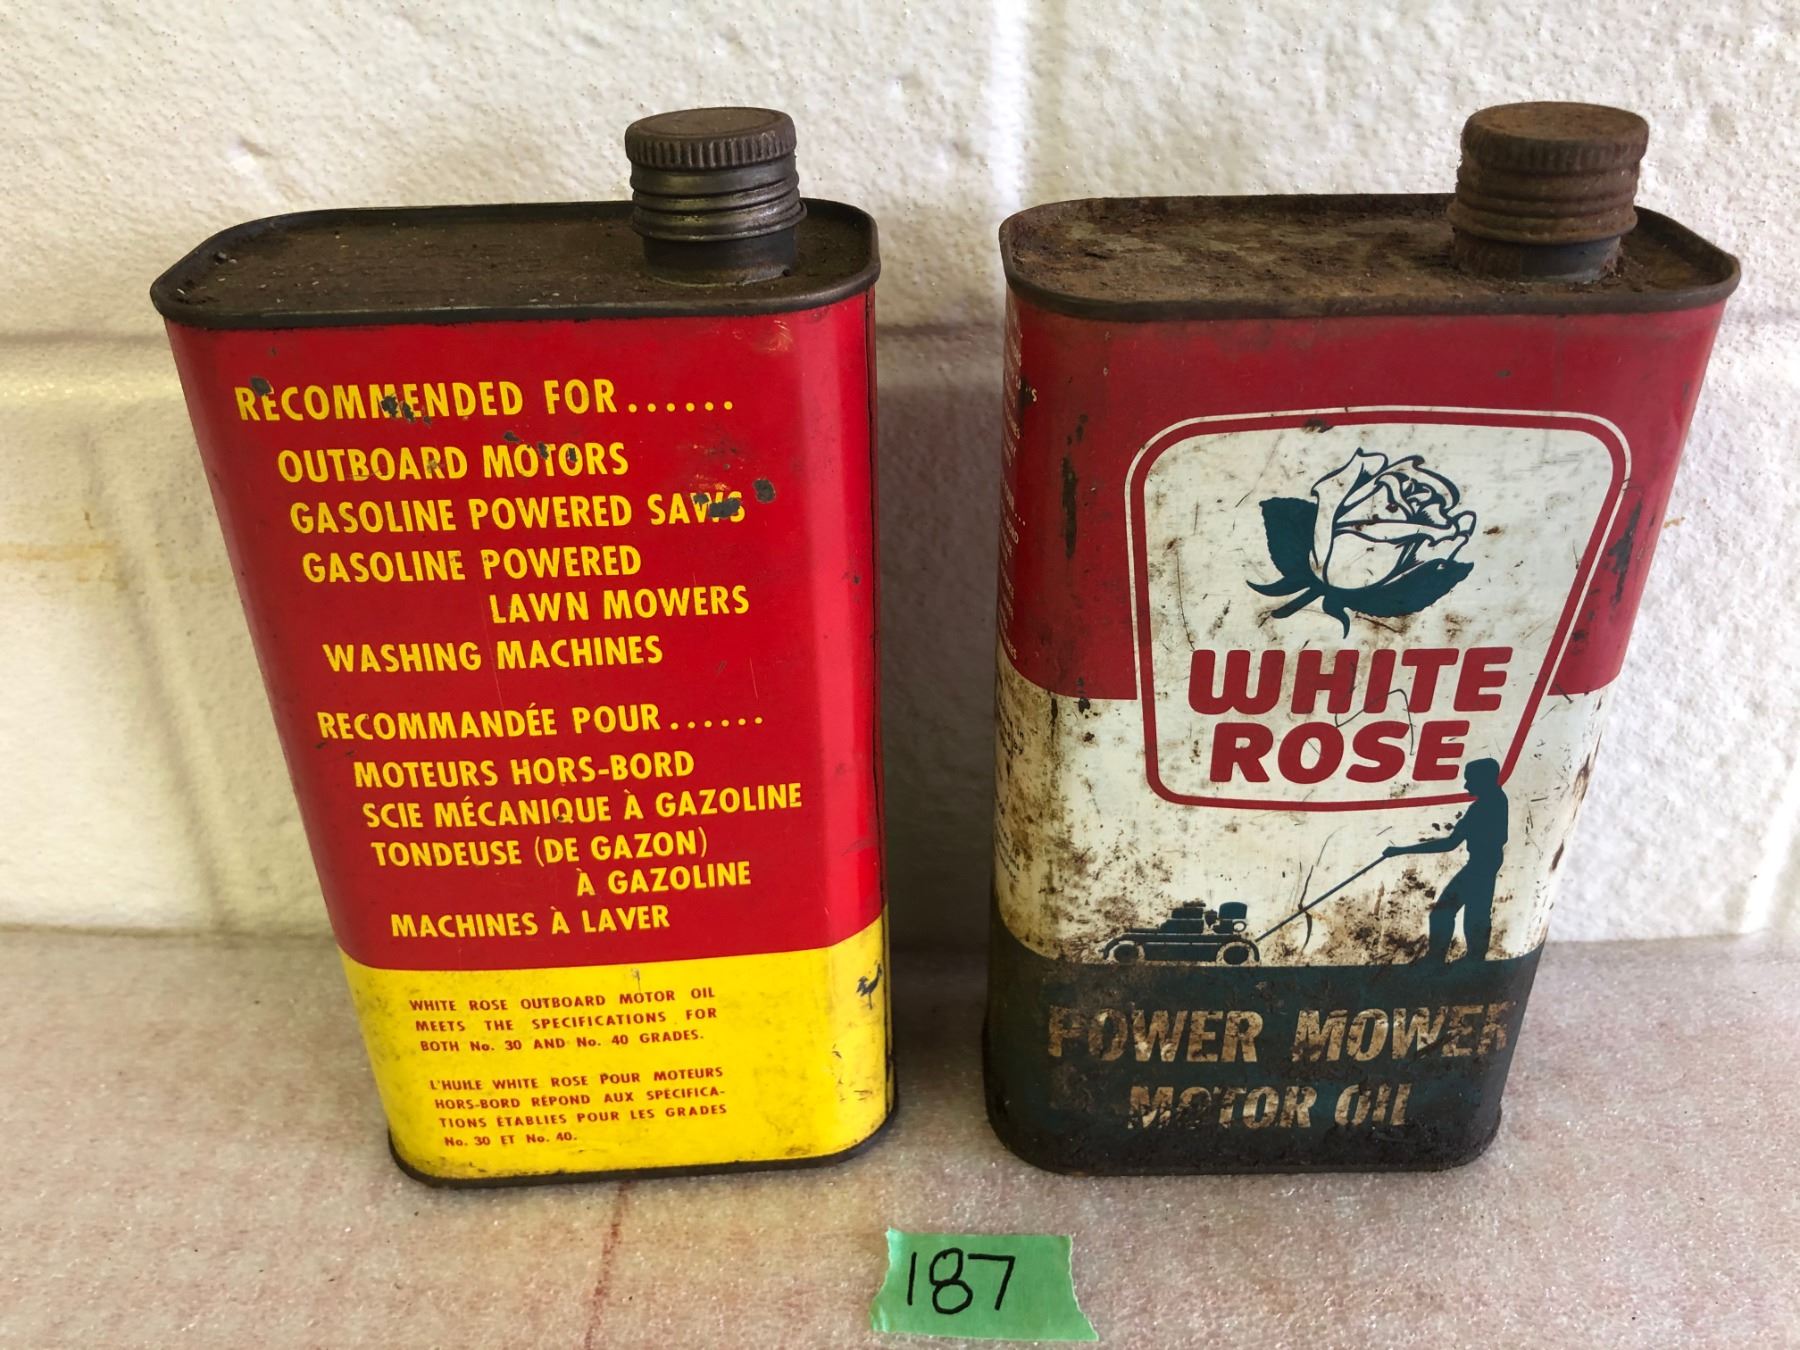 RECOMMENDED FOR......
OUTBOARD MOTORS
GASOLINE POWERED SAWS
GASOLINE POWERED
LAWN MOWERS
WASHING MACHINES
RECOMMANDÉE POUR......
MOTEURS HORS-BORD
SCIE MÉCANIQUE À GAZOLINE
TONDEUSE (DE GAZON)
À GAZOLINE
MACHINES À LAVER
WHITE ROSE OUTBOARD MOTOR OIL
MEETS THE SPECIFICATIONS FOR
BOTH No. 30 AND No. 40 GRADES.
L'HUILE WHITE ROSE POUR MOTEURS
HORS-BORD RÉPOND AUX SPÉCIFICA-
TIONS ÉTABLIES POUR LES GRADES
No. 30 ET No. 40.
WHITE
ROSE
POWER MOWER
MOTOR OIL
187